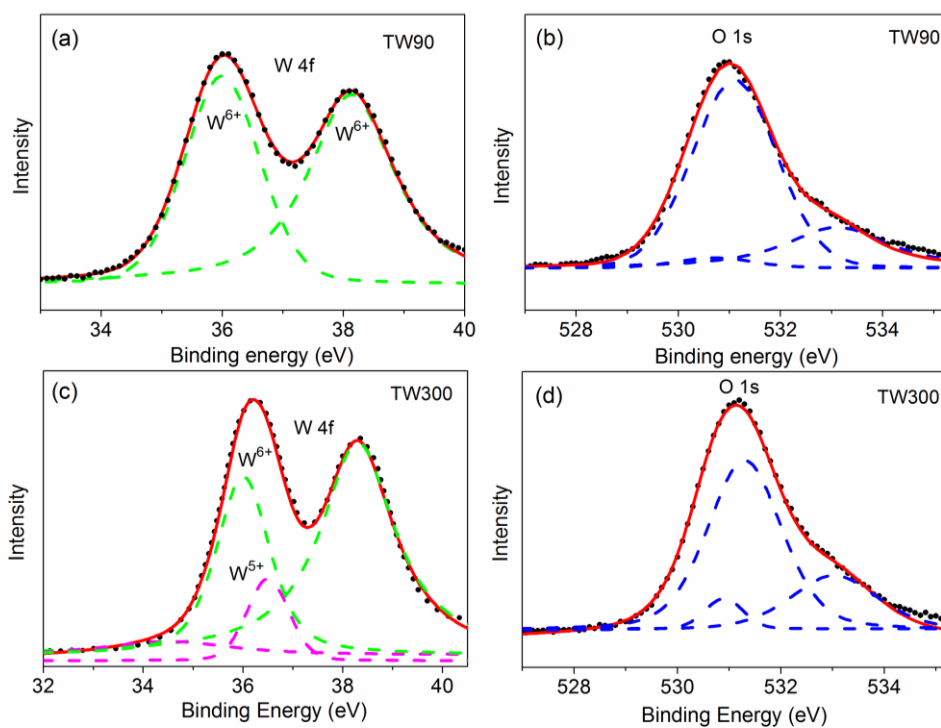 (a) TW90
W 4f
W6+ W6+
Intensity
34 36 38 40
Binding energy (eV)
(b) TW90
O 1s
Intensity
528 530 532 534
Binding energy (eV)
(c) TW300
W 4f
W6+
W5+
Intensity
32 34 36 38 40
Binding Energy (eV)
(d) TW300
O 1s
Intensity
528 530 532 534
Binding Energy (eV)